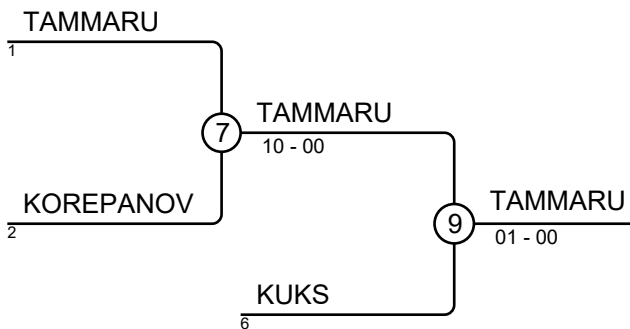 TAMMARU
1
7
TAMMARU
10 - 00
KOREPANOV
2
9
TAMMARU
01 - 00
KUKS
6